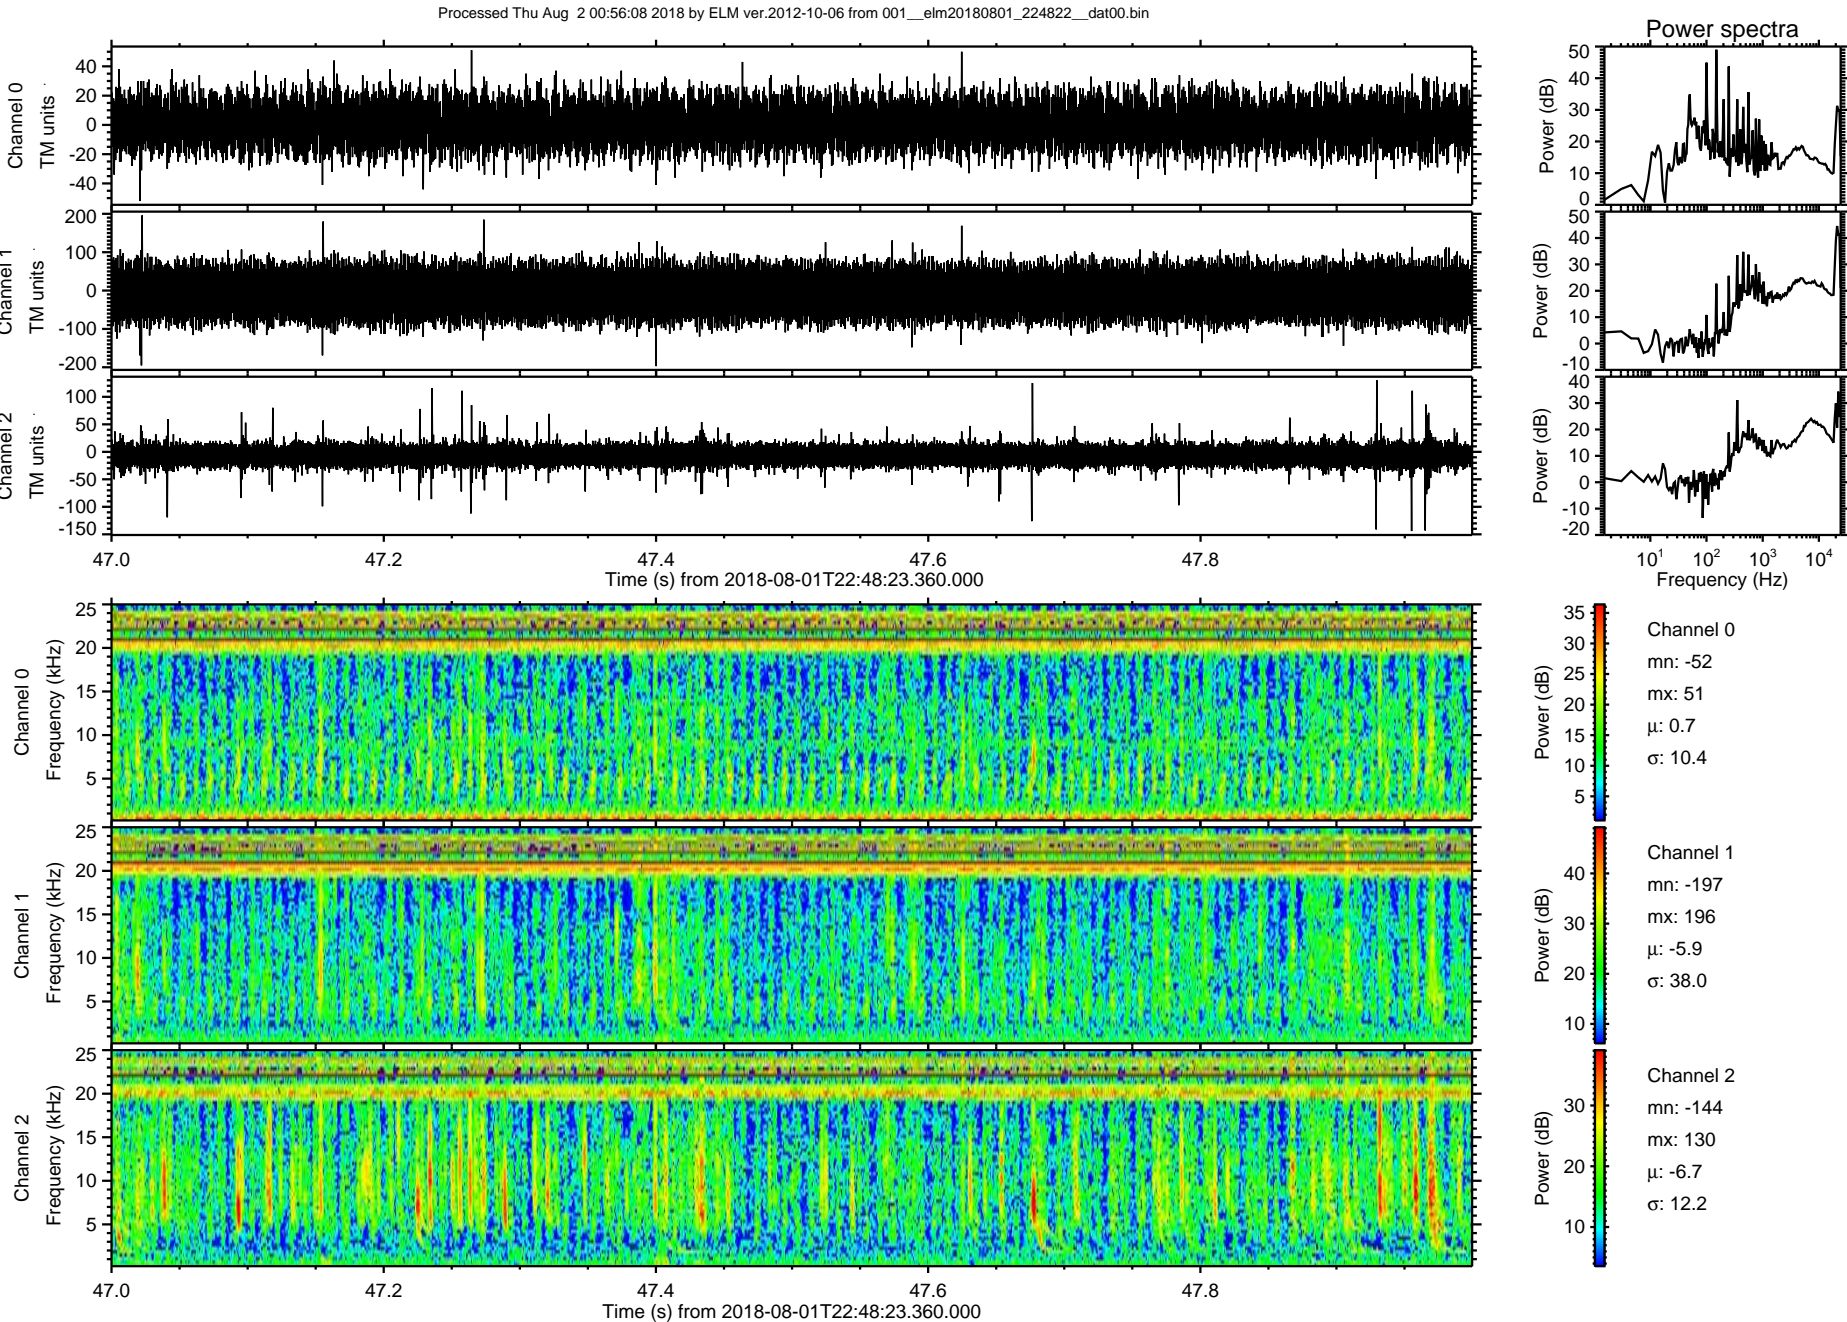 Processed Thu Aug  2 00:56:08 2018 by ELM ver.2012-10-06 from 001__elm20180801_224822__dat00.bin
Power spectra
Channel 0
TM units
40
20
0
-20
-40
Power (dB)
50
40
30
20
10
0
Channel 1
TM units
200
100
0
-100
-200
Power (dB)
50
40
30
20
10
0
-10
Channel 2
TM units
100
50
0
-50
-100
-150
Power (dB)
40
30
20
10
0
-10
-20
47.0 47.2 47.4 47.6 47.8
Time (s) from 2018-08-01T22:48:23.360.000
10¹ 10² 10³ 10⁴
Frequency (Hz)
Channel 0
Frequency (kHz)
25
20
15
10
5
Power (dB)
35
30
25
20
15
10
5
Channel 0
mn: -52
mx: 51
μ: 0.7
σ: 10.4
Channel 1
Frequency (kHz)
25
20
15
10
5
Power (dB)
40
30
20
10
Channel 1
mn: -197
mx: 196
μ: -5.9
σ: 38.0
Channel 2
Frequency (kHz)
25
20
15
10
5
Power (dB)
30
20
10
Channel 2
mn: -144
mx: 130
μ: -6.7
σ: 12.2
47.0 47.2 47.4 47.6 47.8
Time (s) from 2018-08-01T22:48:23.360.000